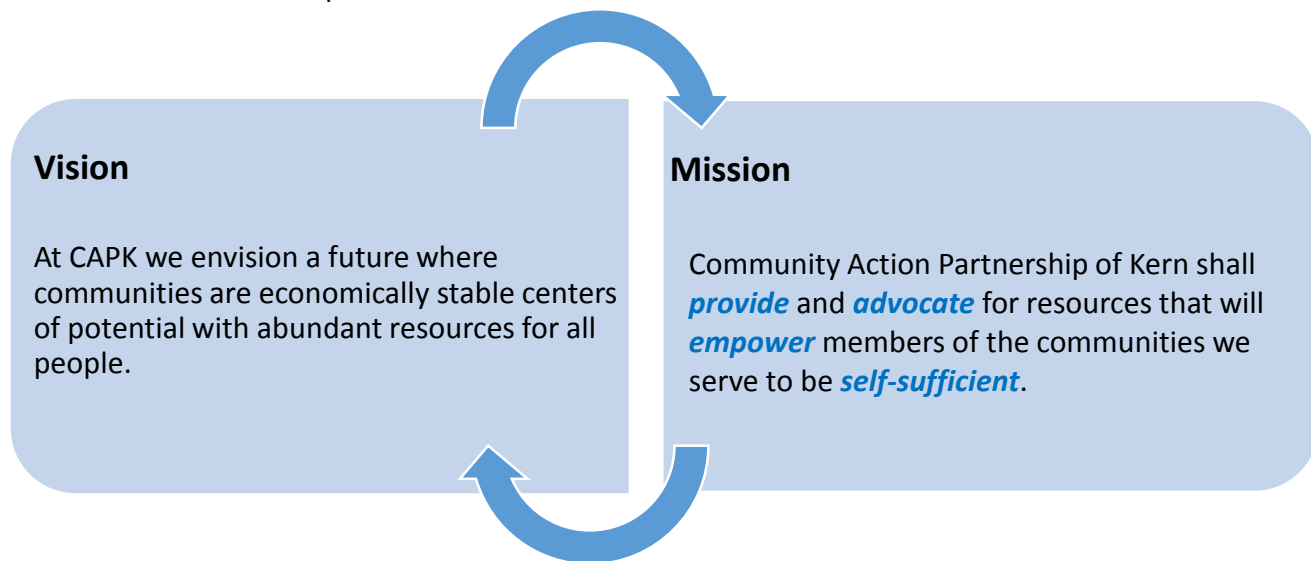 Vision
At CAPK we envision a future where
communities are economically stable centers
of potential with abundant resources for all
people.
Mission
Community Action Partnership of Kern shall
provide and advocate for resources that will
empower members of the communities we
serve to be self-sufficient.